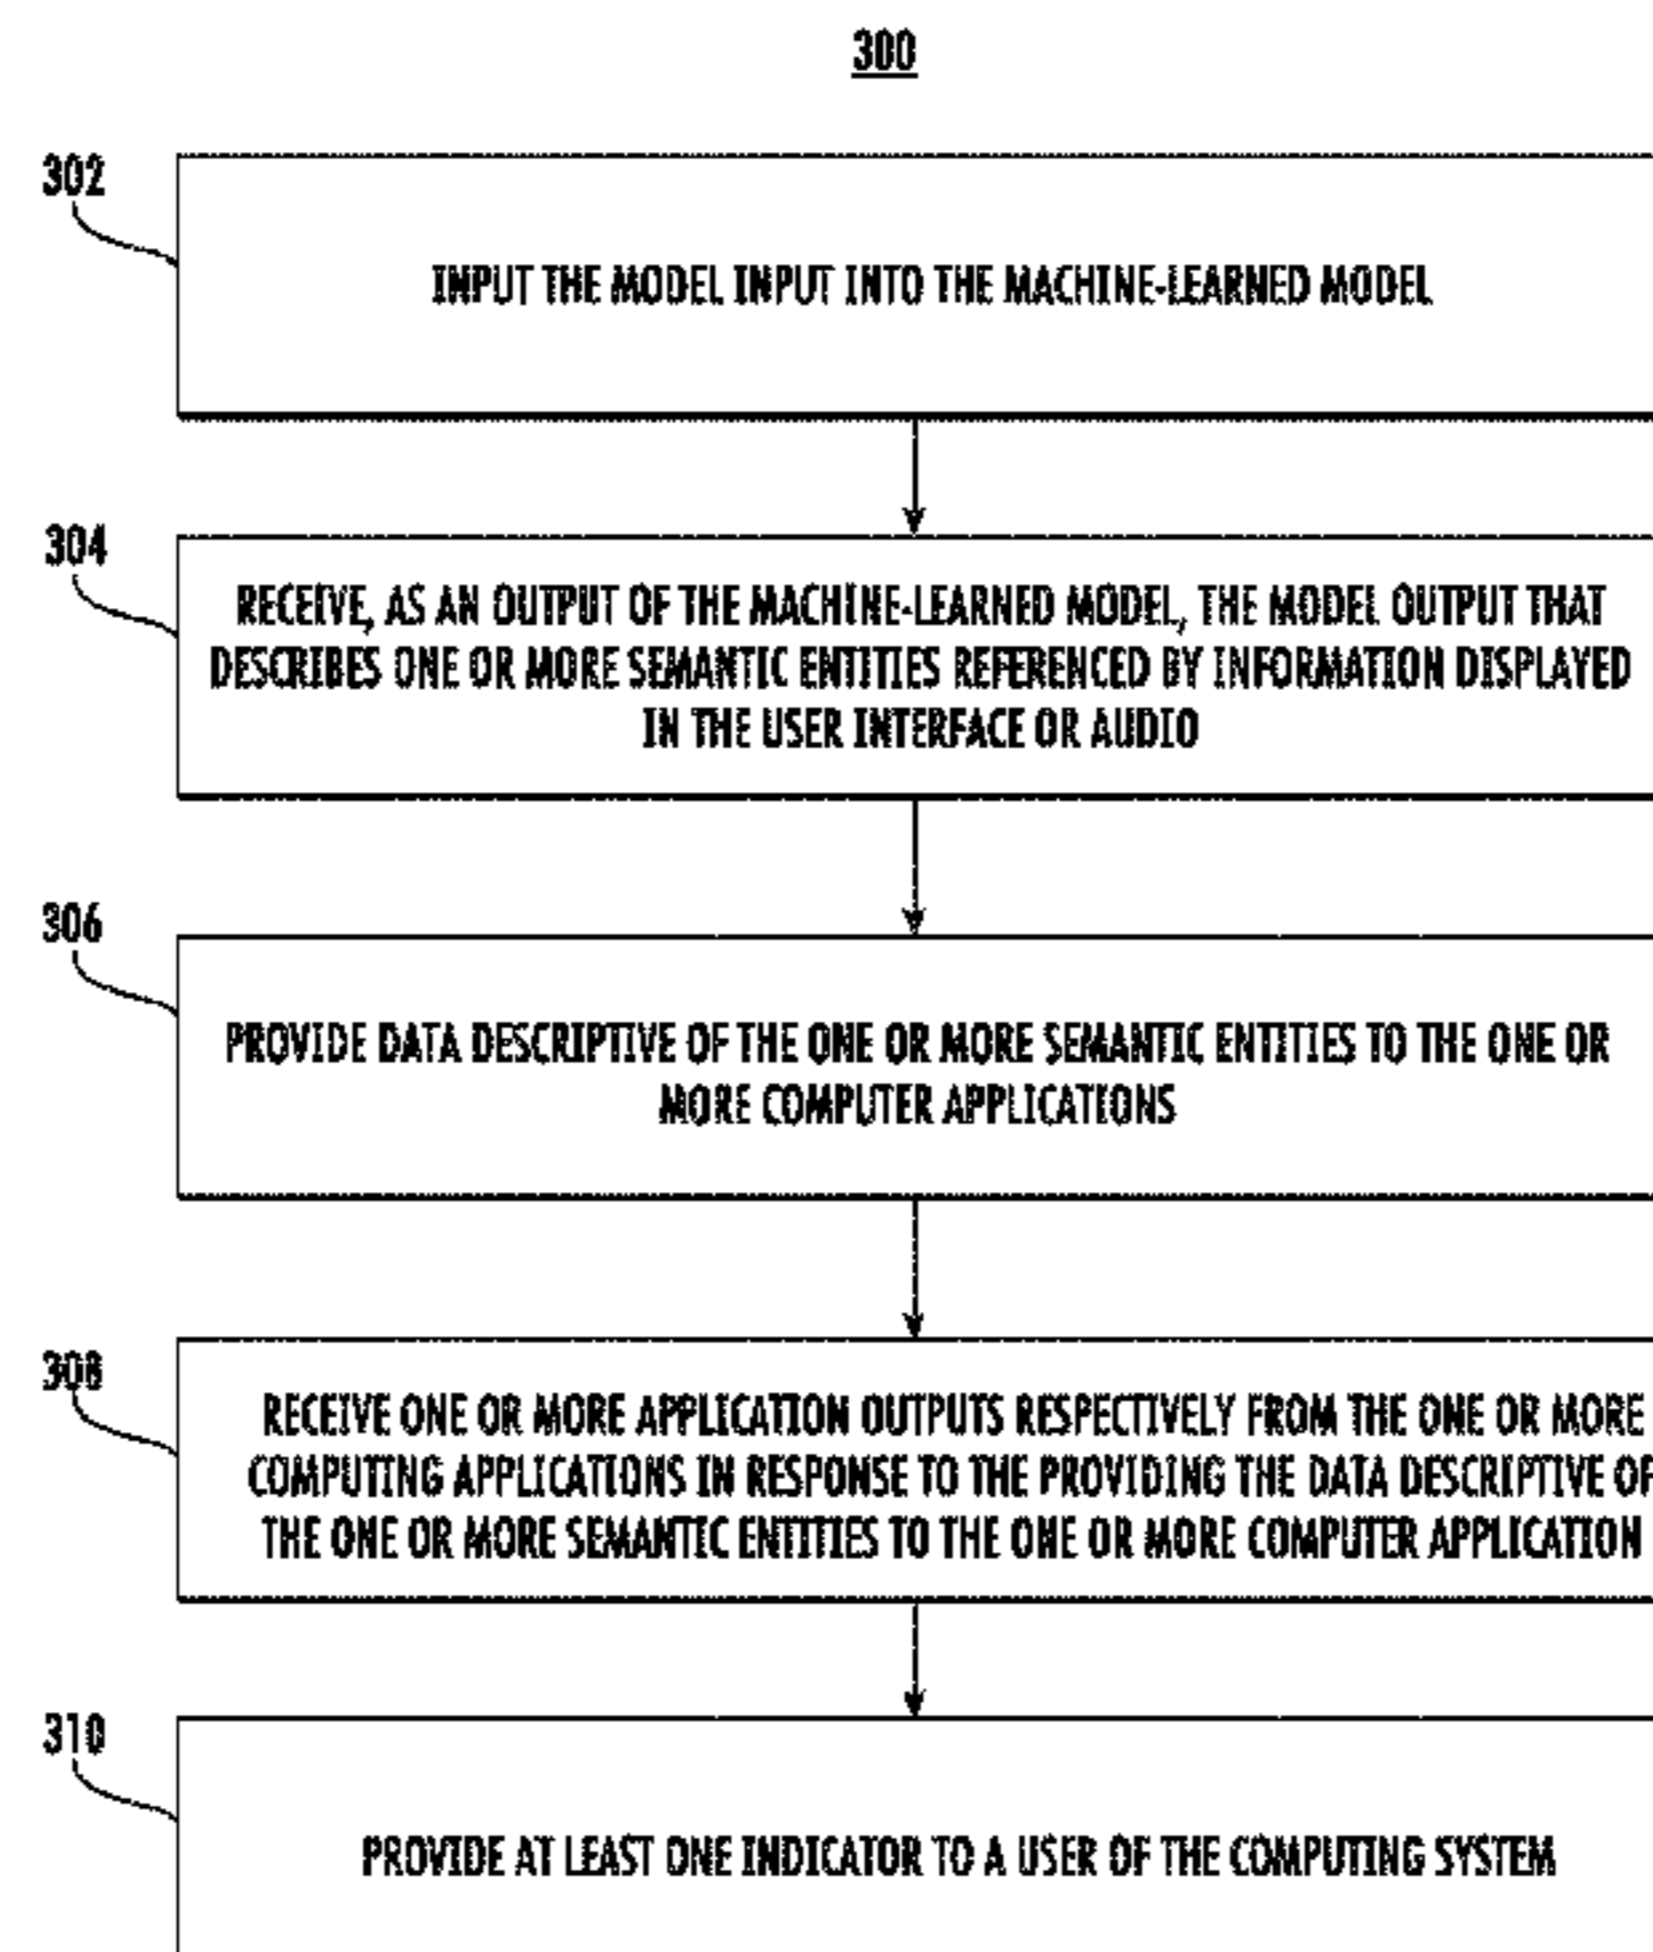 300
302
INPUT THE MODEL INPUT INTO THE MACHINE-LEARNED MODEL
304
RECEIVE, AS AN OUTPUT OF THE MACHINE-LEARNED MODEL, THE MODEL OUTPUT THAT
DESCRIBES ONE OR MORE SEMANTIC ENTITIES REFERENCED BY INFORMATION DISPLAYED
IN THE USER INTERFACE OR AUDIO
306
PROVIDE DATA DESCRIPTIVE OF THE ONE OR MORE SEMANTIC ENTITIES TO THE ONE OR
MORE COMPUTER APPLICATIONS
308
RECEIVE ONE OR MORE APPLICATION OUTPUTS RESPECTIVELY FROM THE ONE OR MORE
COMPUTING APPLICATIONS IN RESPONSE TO THE PROVIDING THE DATA DESCRIPTIVE OF
THE ONE OR MORE SEMANTIC ENTITIES TO THE ONE OR MORE COMPUTER APPLICATION
310
PROVIDE AT LEAST ONE INDICATOR TO A USER OF THE COMPUTING SYSTEM